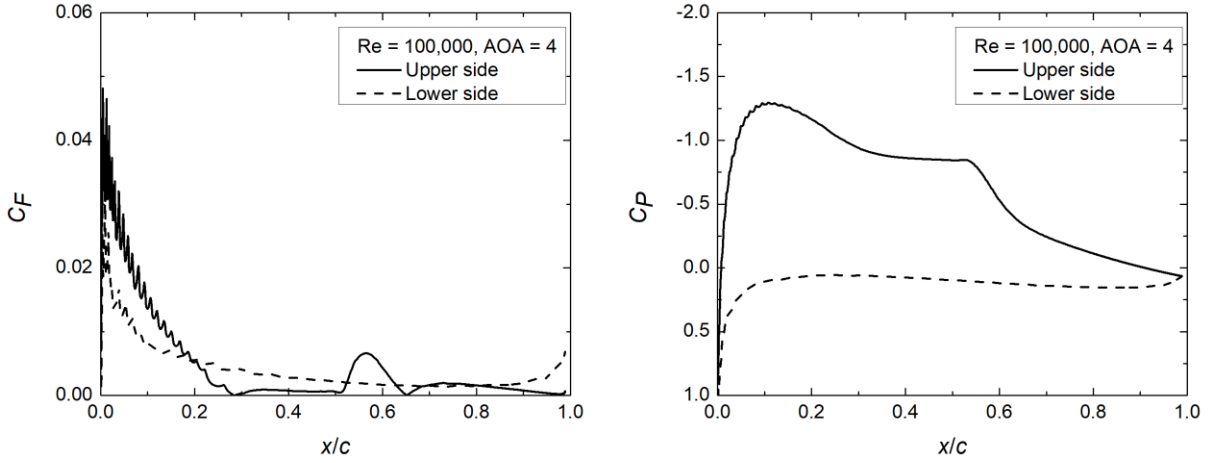 0.06
0.04
0.02
0.00
C_F
0.0 0.2 0.4 0.6 0.8 1.0
x/c
Re = 100,000, AOA = 4
Upper side
Lower side
-2.0
-1.5
-1.0
-0.5
0.0
0.5
1.0
C_P
0.0 0.2 0.4 0.6 0.8 1.0
x/c
Re = 100,000, AOA = 4
Upper side
Lower side